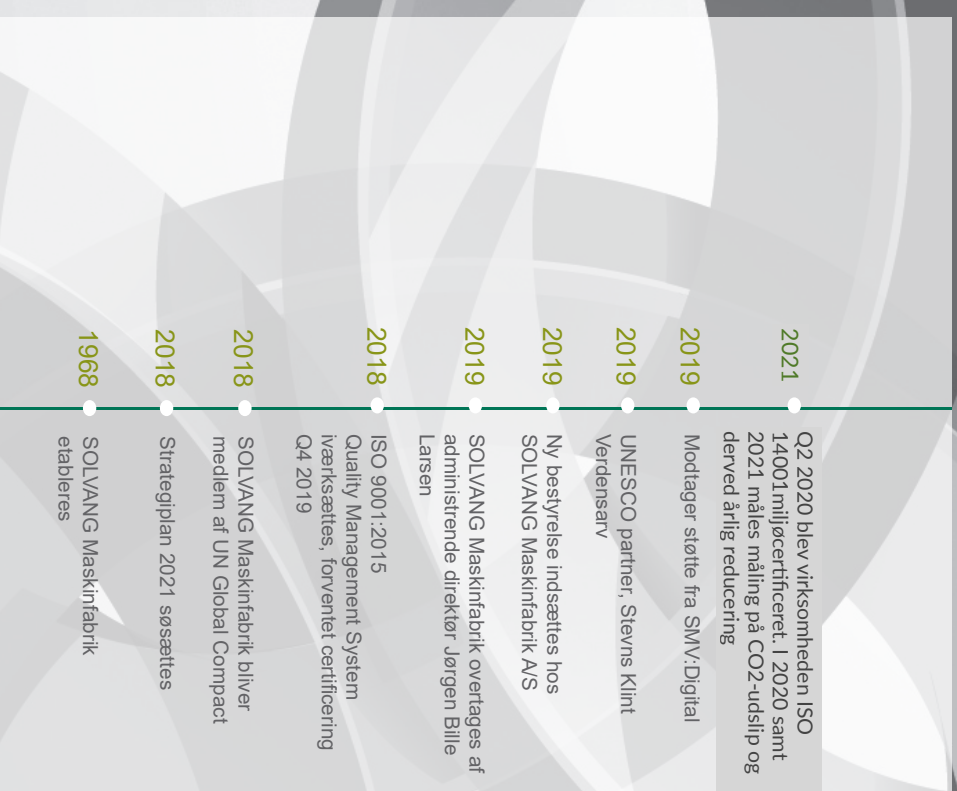 2021
Q2 2020 blev virksomheden ISO
14001miljøcertificeret. I 2020 samt
2021 måles måling på CO2-udslip og
derved årlig reducering
2019
Modtager støtte fra SMV:Digital
2019
UNESCO partner, Stevns Klint
Verdensarv
2019
Ny bestyrelse indsættes hos
SOLVANG Maskinfabrik A/S
2019
SOLVANG Maskinfabrik overtages af
administrende direktør Jørgen Bille
Larsen
2018
ISO 9001:2015
Quality Management System
iværksættes, forventet certificering
Q4 2019
2018
SOLVANG Maskinfabrik bliver
medlem af UN Global Compact
2018
Strategiplan 2021 søsættes
1968
SOLVANG Maskinfabrik
etableres